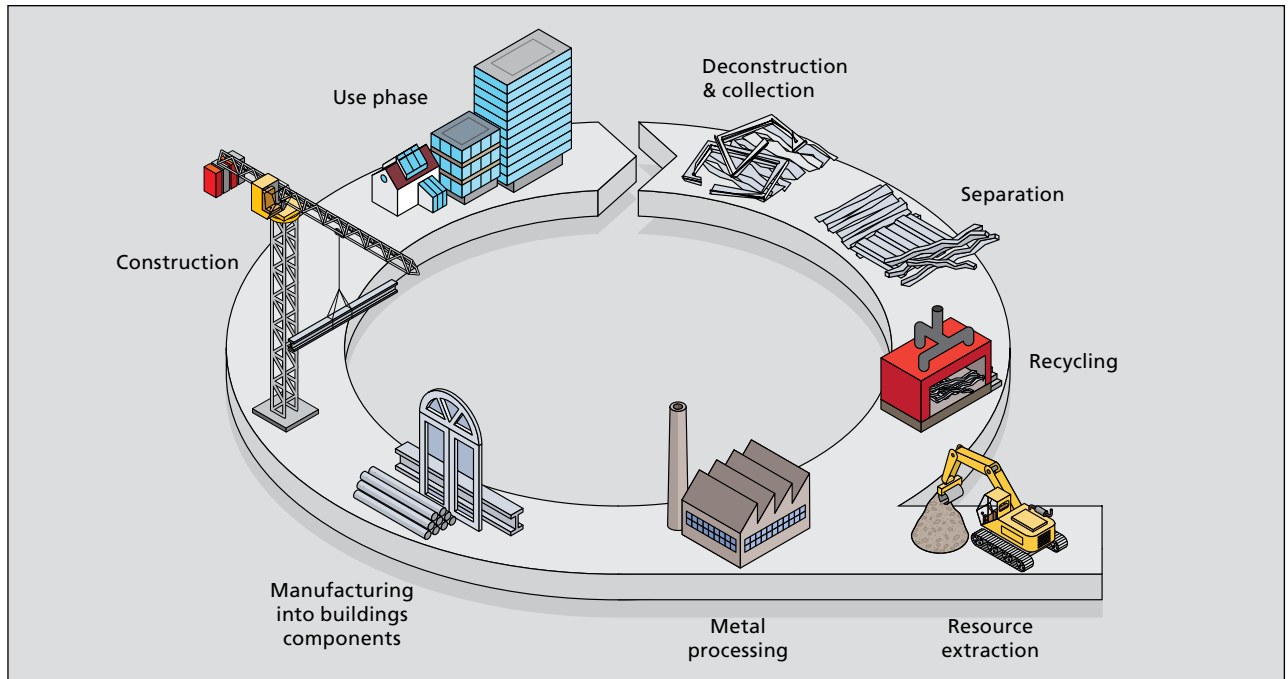 Deconstruction
& collection
Use phase
Separation
Construction
Recycling
Manufacturing
into buildings
components
Metal
processing
Resource
extraction